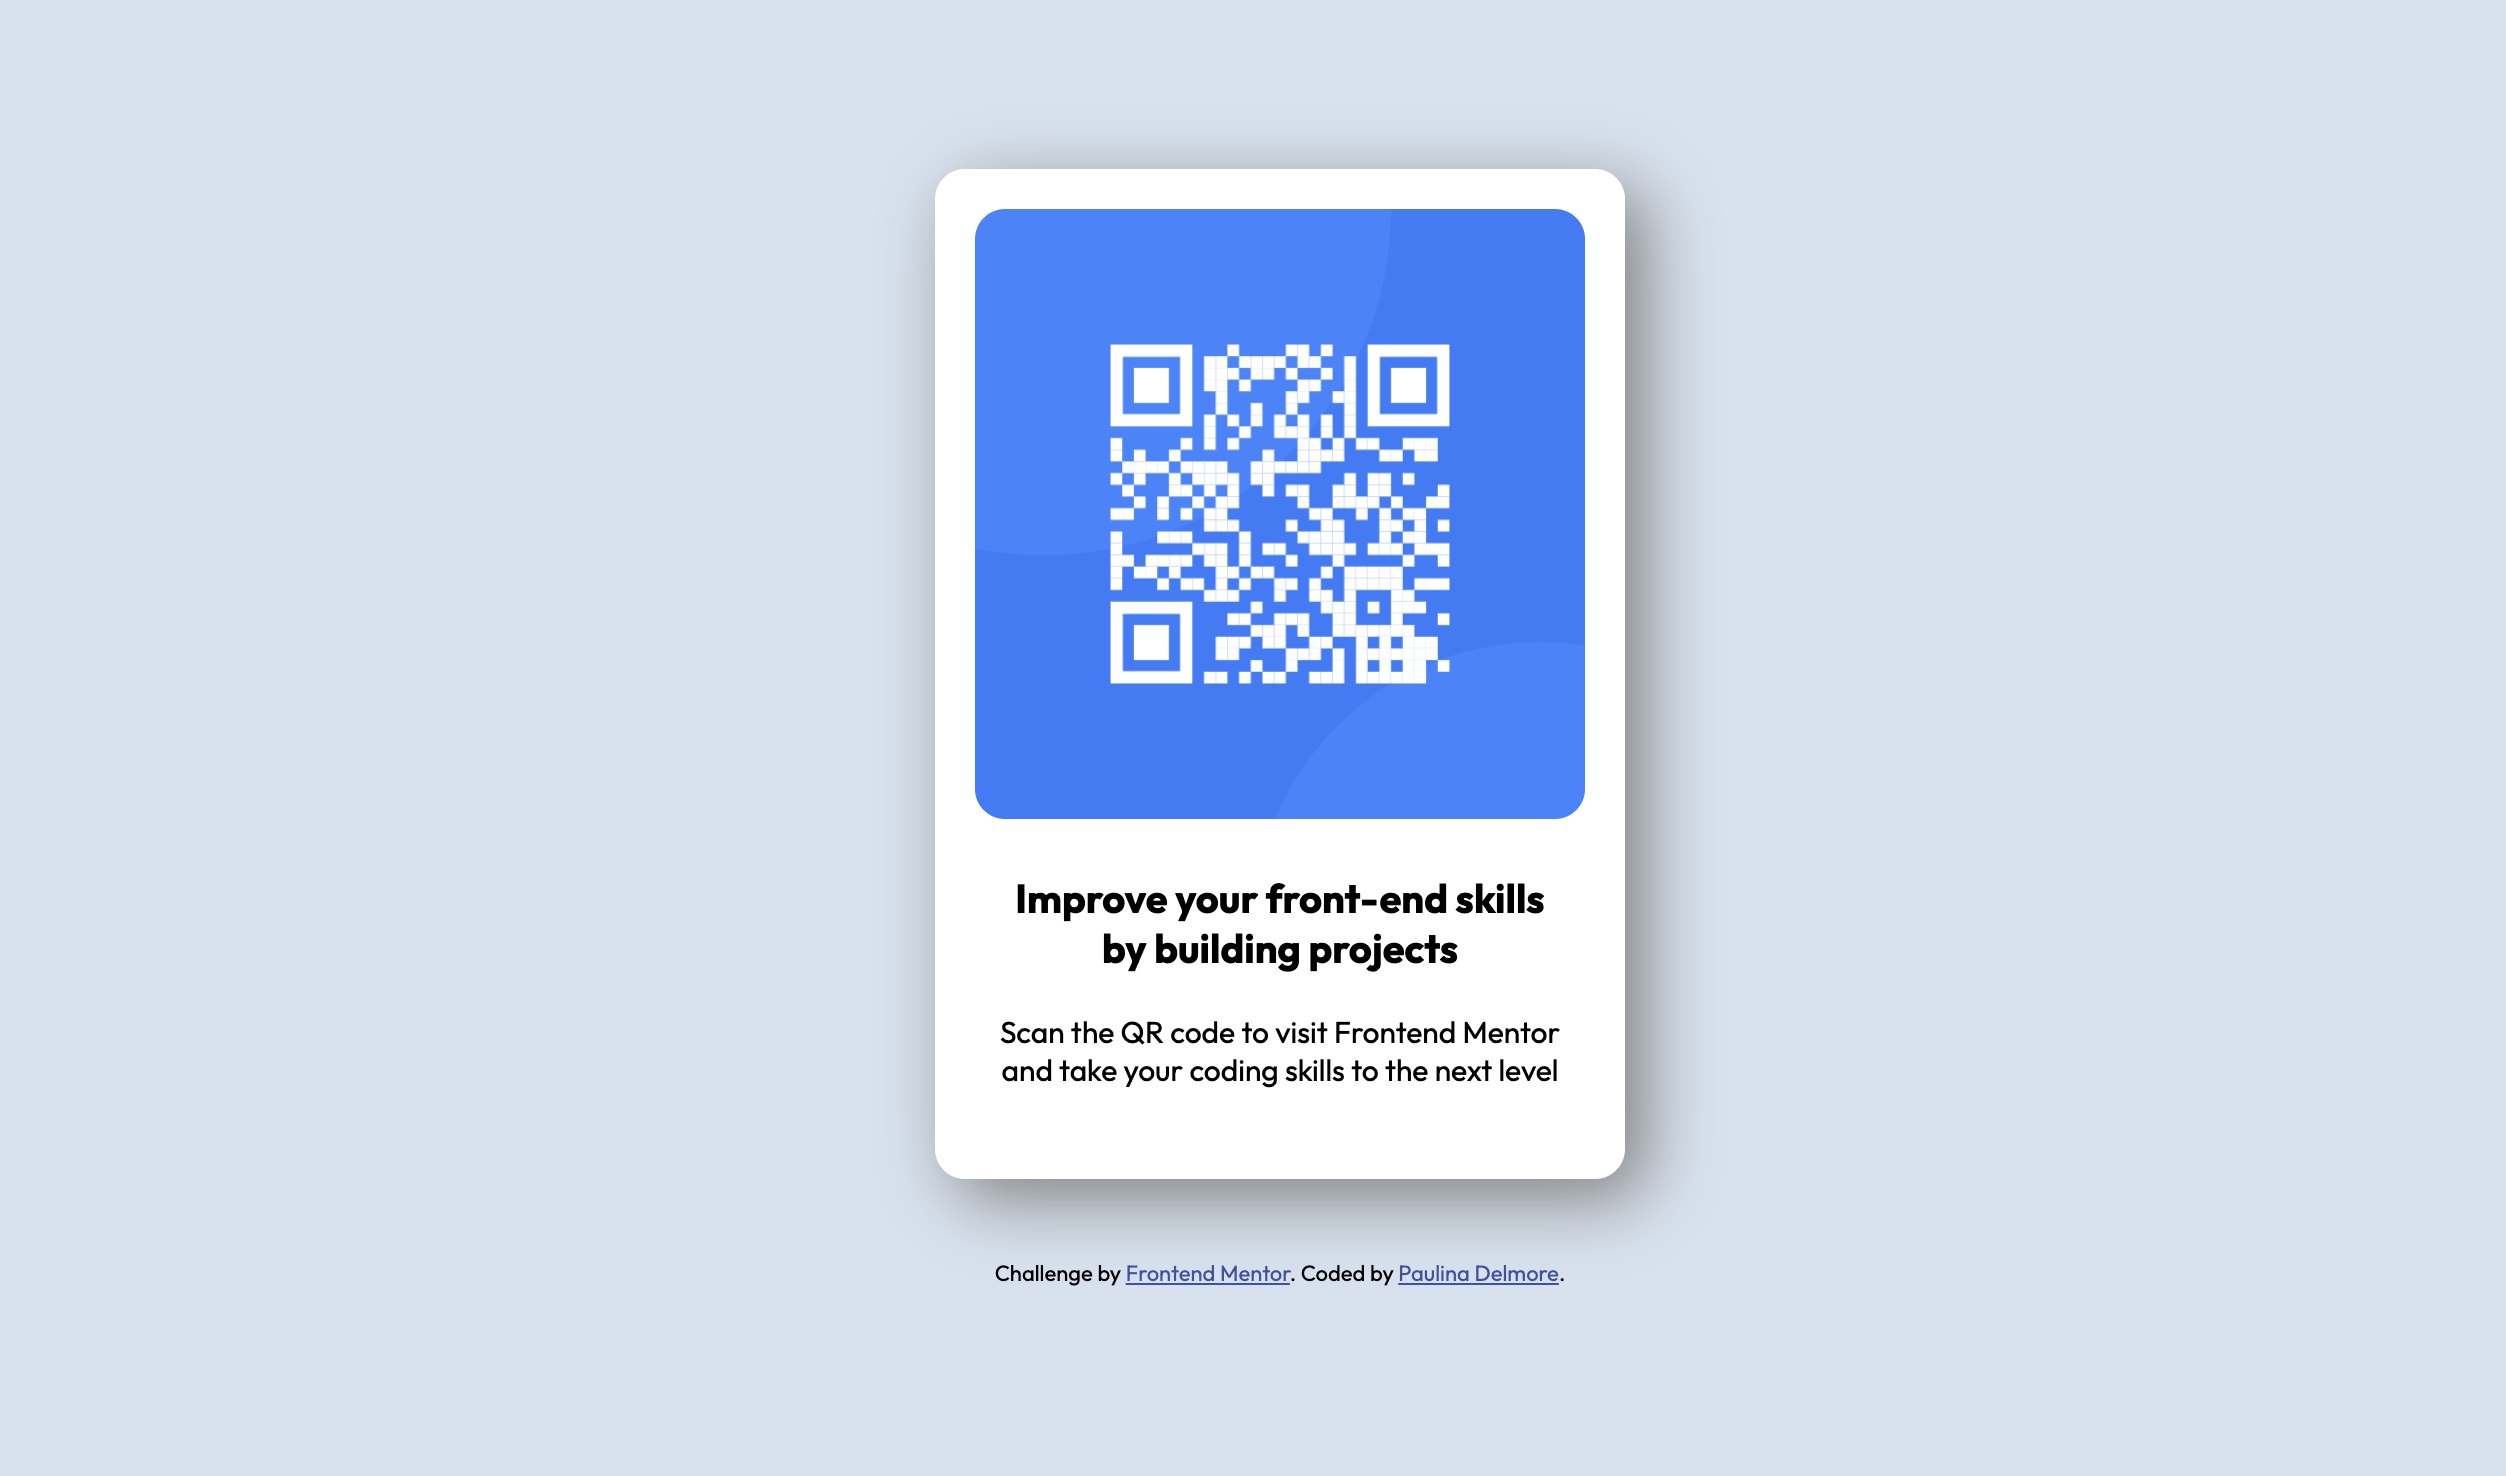 Improve your front-end skills
by building projects
Scan the QR code to visit Frontend Mentor
and take your coding skills to the next level
Challenge by Frontend Mentor. Coded by Paulina Delmore.